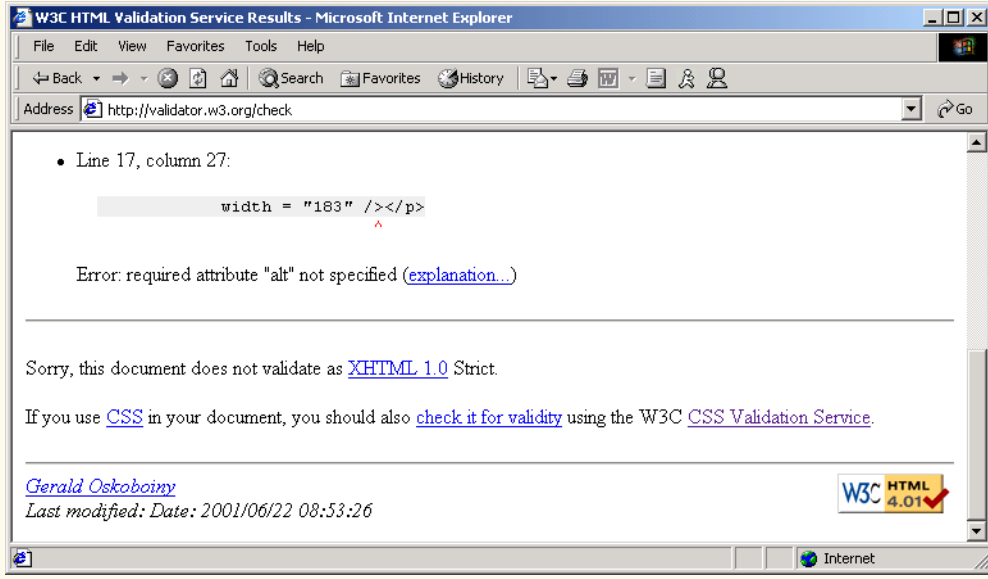 W3C HTML Validation Service Results - Microsoft Internet Explorer
File Edit View Favorites Tools Help
Back Search Favorites History
Address http://validator.w3.org/check Go
• Line 17, column 27:
width = "183" /></p>
^
Error: required attribute "alt" not specified (explanation...)
Sorry, this document does not validate as XHTML 1.0 Strict.
If you use CSS in your document, you should also check it for validity using the W3C CSS Validation Service.
Gerald Oskoboiny
Last modified: Date: 2001/06/22 08:53:26
W3C HTML 4.01
Internet